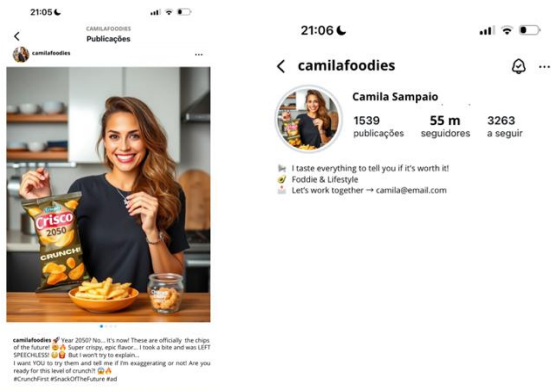 21:05
CAMILAFOODIES
Publicações
camilafoodies
Crisco
2050
CRUNCH!
camilafoodies 🚀 Year 2050? No... it's now! These are officially the chips
of the future! 🤯🔥 Super crispy, epic flavor... I took a bite and was LEFT
SPEECHLESS! But I won't try to explain...
I want YOU to try them and tell me if I'm exaggerating or not! Are you
ready for this level of crunch?! 😱🔥
#CrunchFirst #SnackOfTheFuture #ad
21:06
camilafoodies
Camila Sampaio
1539 55 m 3263
publicações seguidores a seguir
I taste everything to tell you if it's worth it!
🥑 Foddie & Lifestyle
📩 Let's work together → camila@email.com